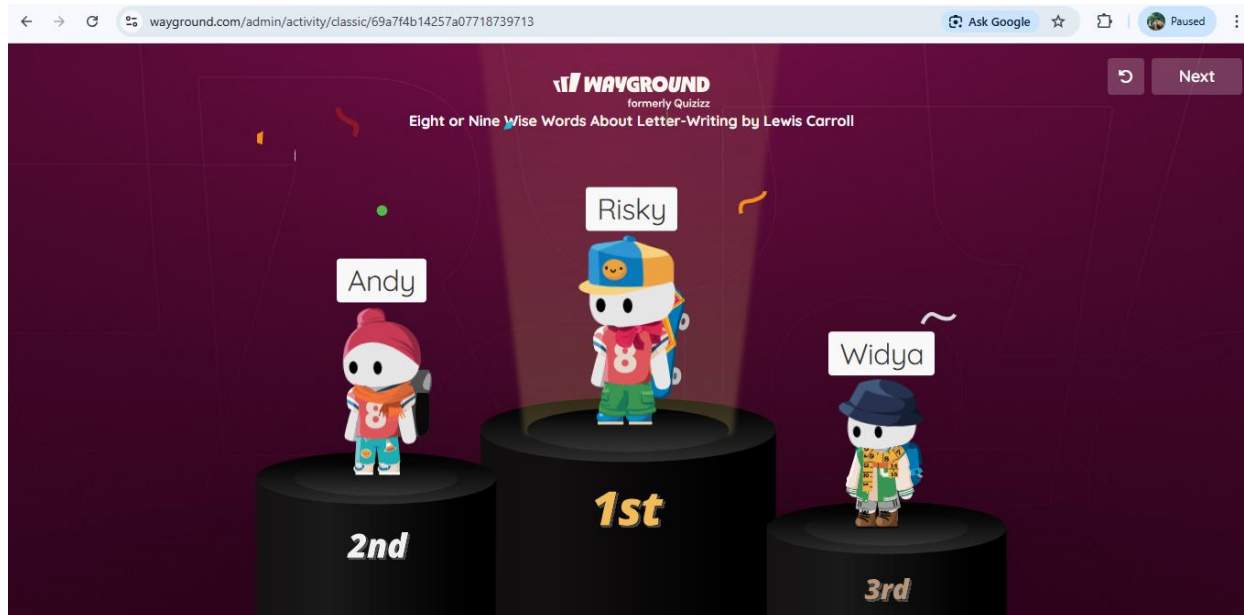 wayground.com/admin/activity/classic/69a7f4b14257a07718739713
Ask Google
Paused
WAYGROUND
formerly Quizizz
Next
Eight or Nine Wise Words About Letter-Writing by Lewis Carroll
Risky
Andy
Widya
8
8
1st
2nd
3rd